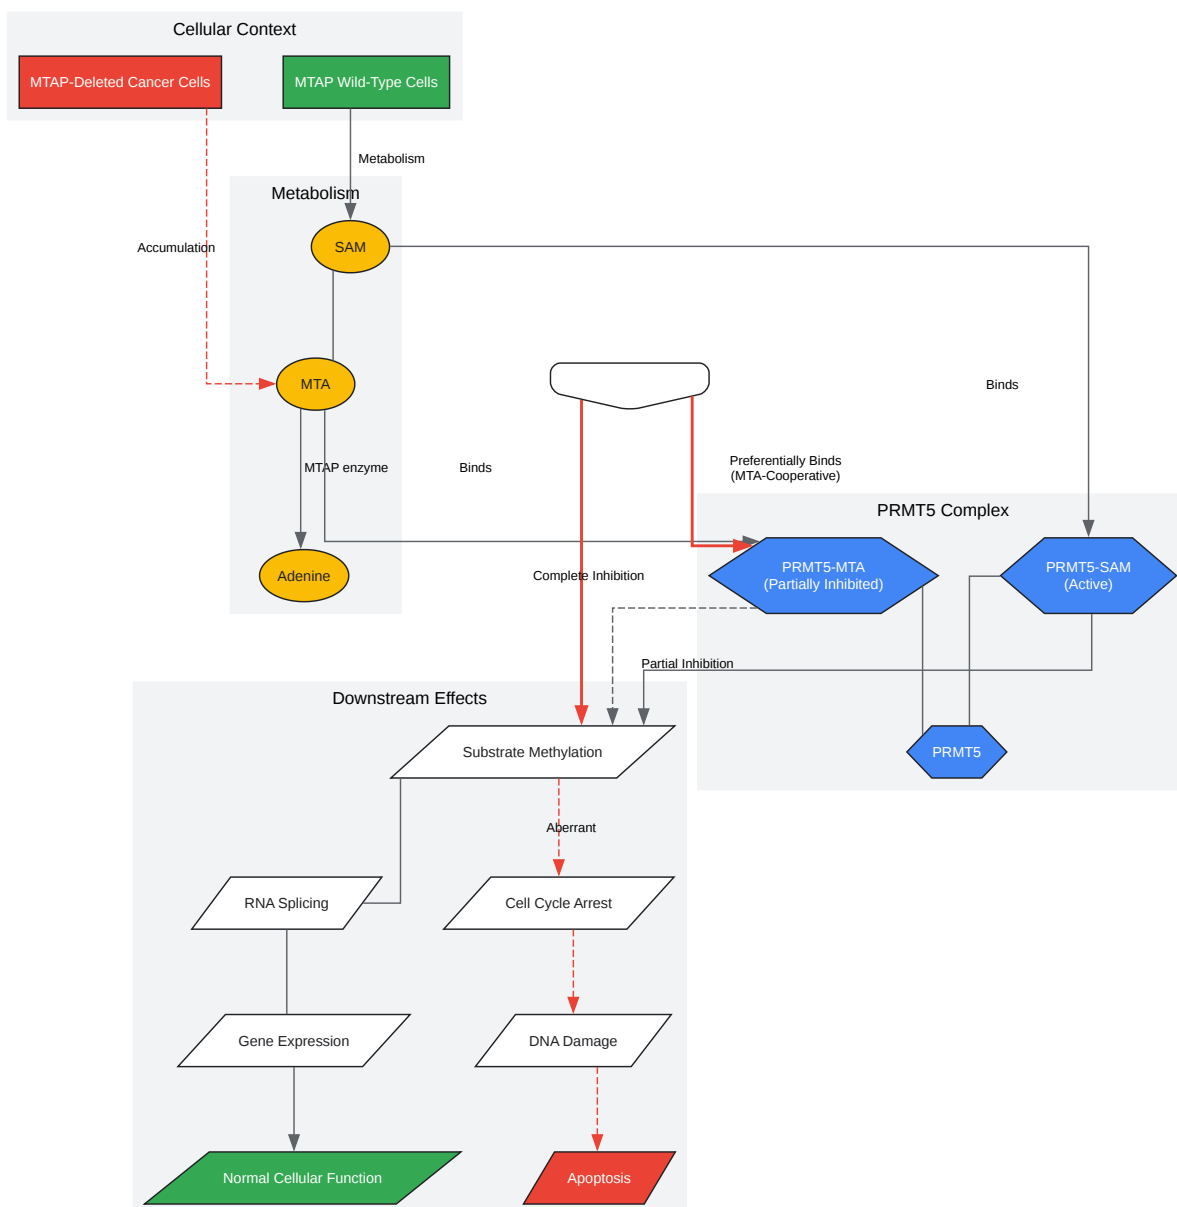 Cellular Context
MTAP-Deleted Cancer Cells
MTAP Wild-Type Cells
Metabolism
Metabolism
SAM
Accumulation
MTA
Binds
MTAP enzyme
Binds
Preferentially Binds
(MTA-Cooperative)
PRMT5 Complex
Adenine
Complete Inhibition
PRMT5-MTA
(Partially Inhibited)
PRMT5-SAM
(Active)
Partial Inhibition
Downstream Effects
Substrate Methylation
PRMT5
Aberrant
RNA Splicing
Cell Cycle Arrest
Gene Expression
DNA Damage
Normal Cellular Function
Apoptosis